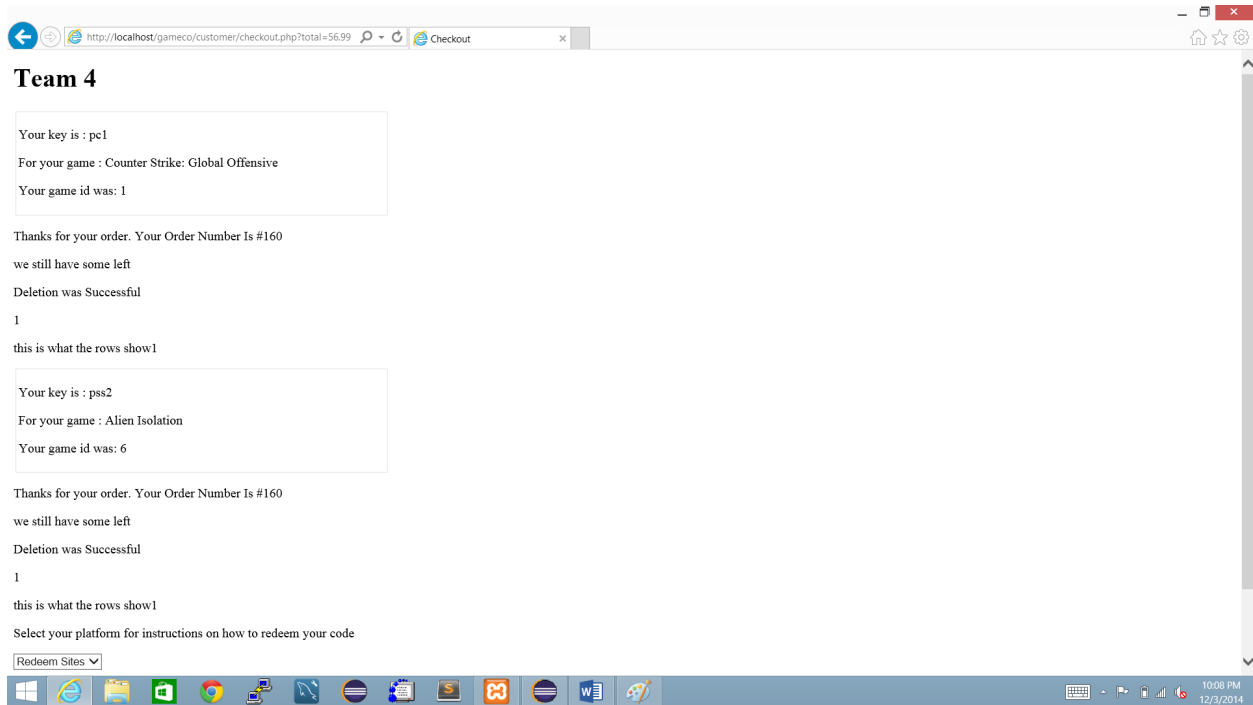 http://localhost/gameco/customer/checkout.php?total=56.99
Checkout
Team 4
Your key is : pc1
For your game : Counter Strike: Global Offensive
Your game id was: 1
Thanks for your order. Your Order Number Is #160
we still have some left
Deletion was Successful
1
this is what the rows show1
Your key is : pss2
For your game : Alien Isolation
Your game id was: 6
Thanks for your order. Your Order Number Is #160
we still have some left
Deletion was Successful
1
this is what the rows show1
Select your platform for instructions on how to redeem your code
Redeem Sites
10:08 PM
12/3/2014